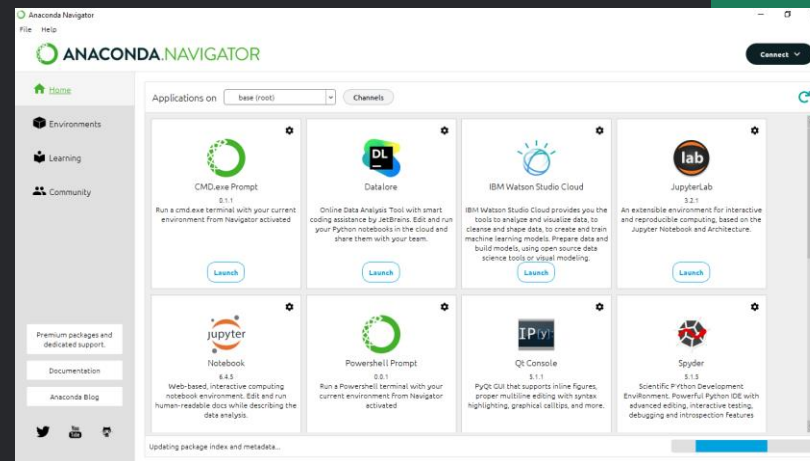 Anaconda Navigator
File Help
ANACONDA.NAVIGATOR
Connect
Home
Environments
Learning
Community
Premium packages and
dedicated support.
Documentation
Anaconda Blog
You
Tube
Applications on base (root) Channels
CMD.exe Prompt
0.1.1
Run a cmd.exe terminal with your current
environment from Navigator activated
Launch
DL
Datalore
Online Data Analysis Tool with smart
coding assistance by JetBrains. Edit and run
your Python notebooks in the cloud and
share them with your team.
Launch
IBM Watson Studio Cloud
IBM Watson Studio Cloud provides you the
tools to analyze and visualize data, to
cleanse and shape data, to create and train
machine learning models. Prepare data and
build models, using open source data
science tools or visual modeling.
Launch
lab
JupyterLab
3.2.1
An extensible environment for interactive
and reproducible computing, based on the
Jupyter Notebook and Architecture.
Launch
jupyter
Notebook
6.4.5
Web-based, interactive computing
notebook environment. Edit and run
human-readable docs while describing the
data analysis.
Powershell Prompt
0.0.1
Run a Powershell terminal with your
current environment from Navigator
activated
IP[y]:
Qt Console
5.1.1
PyQt GUI that supports inline figures,
proper multiline editing with syntax
highlighting, graphical calltips, and more.
Spyder
5.1.5
Scientific PYthon Development
EnviRonment. Powerful Python IDE with
advanced editing, interactive testing,
debugging and introspection features
Updating package index and metadata...